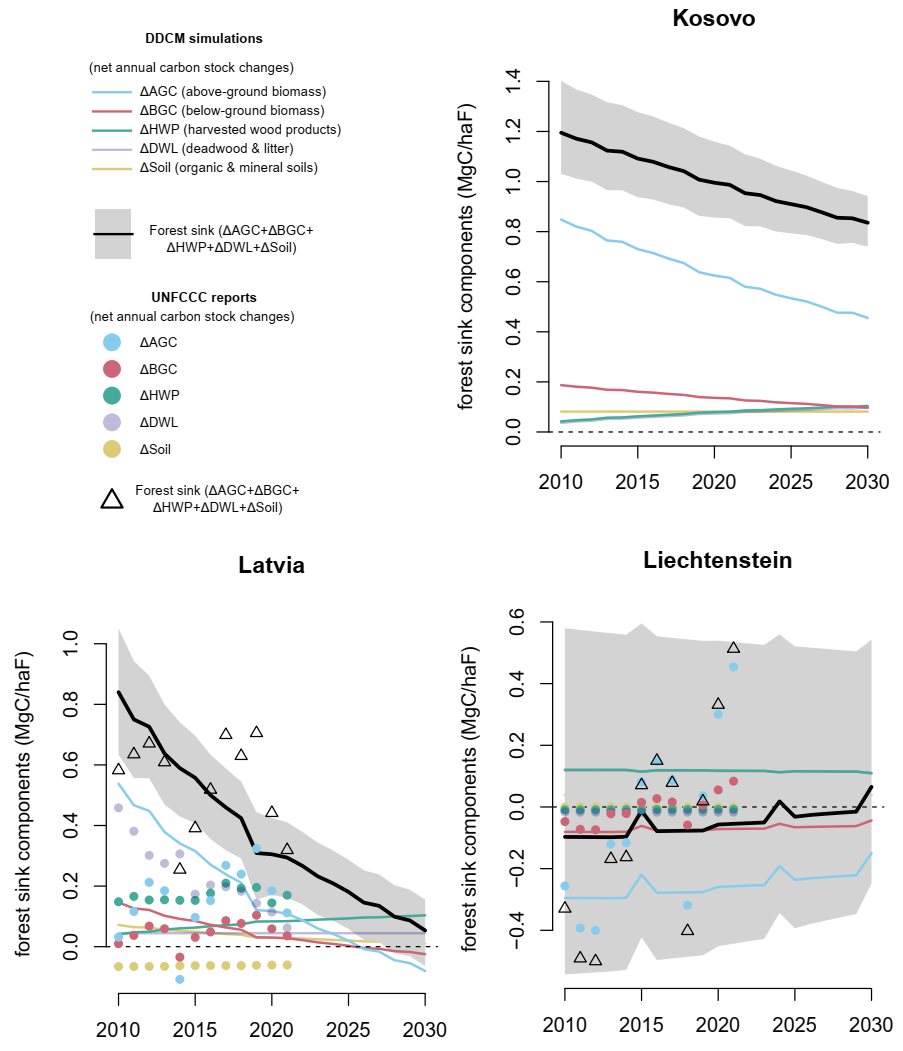 DDCM simulations
(net annual carbon stock changes)
ΔAGC (above-ground biomass)
ΔBGC (below-ground biomass)
ΔHWP (harvested wood products)
ΔDWL (deadwood & litter)
ΔSoil (organic & mineral soils)
Forest sink (ΔAGC+ΔBGC+
ΔHWP+ΔDWL+ΔSoil)
UNFCCC reports
(net annual carbon stock changes)
ΔAGC
ΔBGC
ΔHWP
ΔDWL
ΔSoil
Forest sink (ΔAGC+ΔBGC+
ΔHWP+ΔDWL+ΔSoil)
Kosovo
forest sink components (MgC/haF)
1.4
1.2
1.0
0.8
0.6
0.4
0.2
0.0
2010 2015 2020 2025 2030
Latvia
forest sink components (MgC/haF)
1.0
0.8
0.6
0.4
0.2
0.0
2010 2015 2020 2025 2030
Liechtenstein
forest sink components (MgC/haF)
0.6
0.4
0.2
0.0
−0.2
−0.4
2010 2015 2020 2025 2030